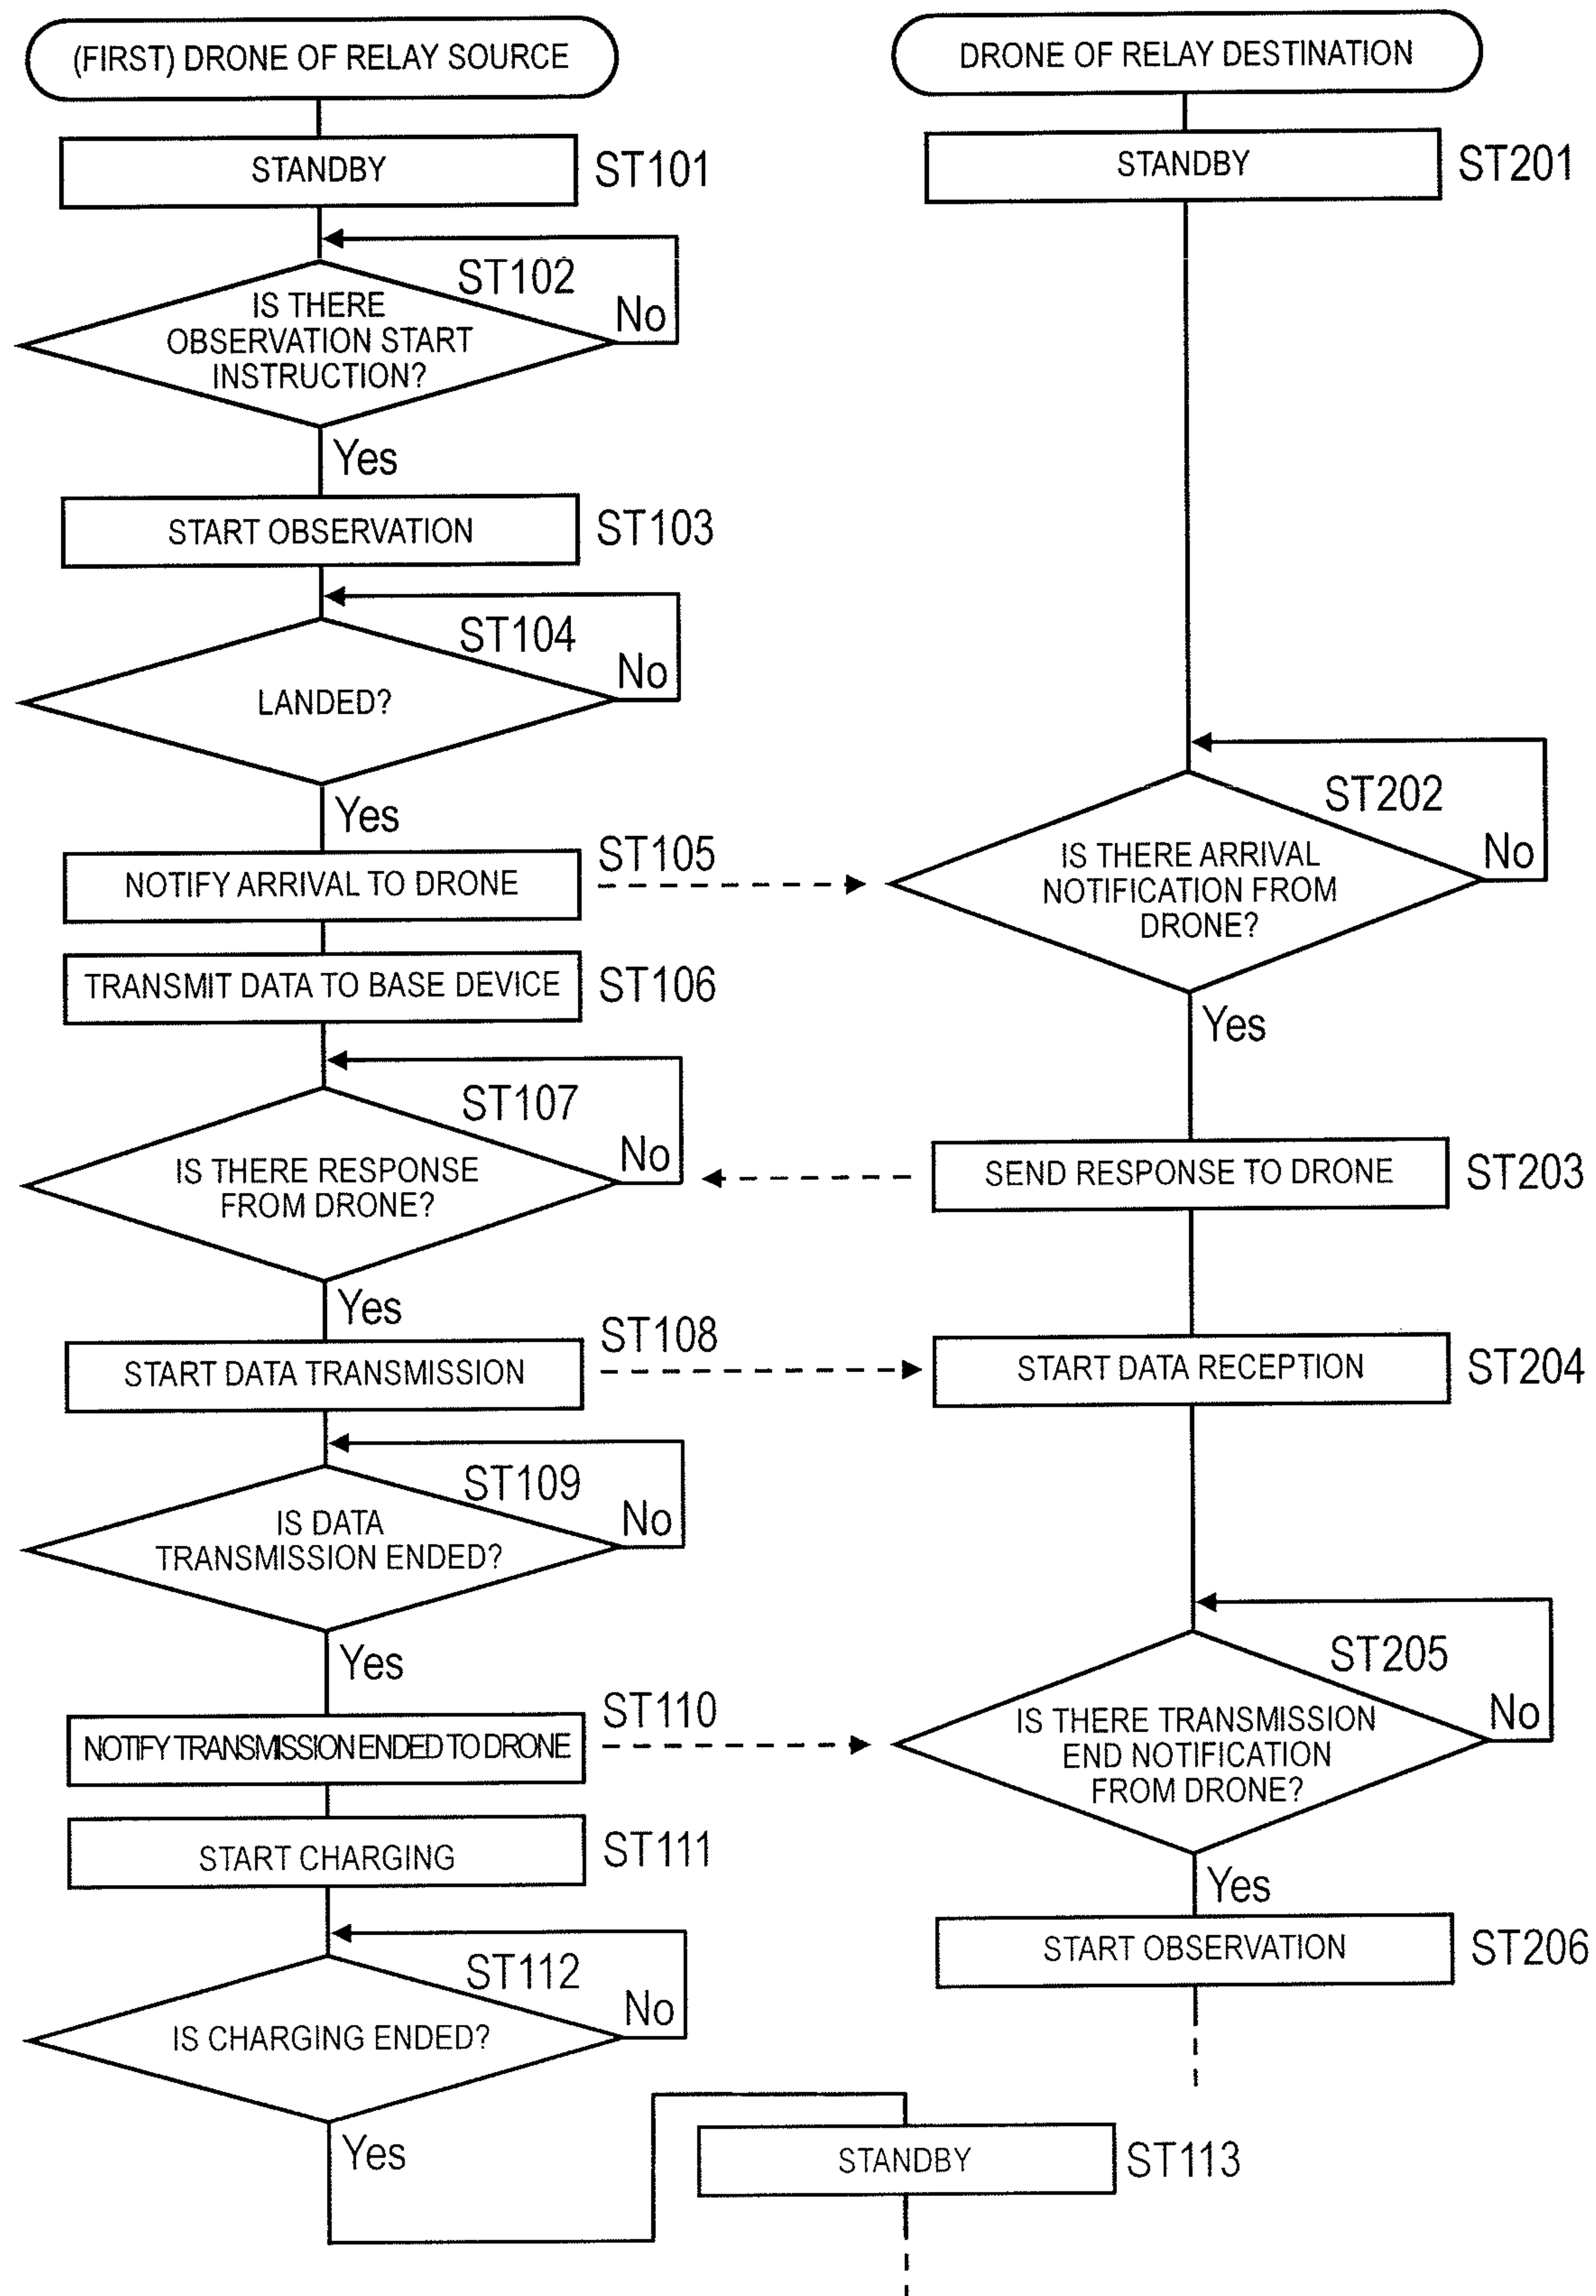 (FIRST) DRONE OF RELAY SOURCE
STANDBY
ST101
ST102
IS THERE
OBSERVATION START
INSTRUCTION?
No
Yes
START OBSERVATION
ST103
ST104
No
LANDED?
Yes
NOTIFY ARRIVAL TO DRONE
ST105
TRANSMIT DATA TO BASE DEVICE
ST106
ST107
No
IS THERE RESPONSE
FROM DRONE?
Yes
START DATA TRANSMISSION
ST108
ST109
No
IS DATA
TRANSMISSION ENDED?
Yes
NOTIFY TRANSMISSION ENDED TO DRONE
ST110
START CHARGING
ST111
ST112
No
IS CHARGING ENDED?
Yes
STANDBY
ST113
DRONE OF RELAY DESTINATION
STANDBY
ST201
ST202
No
IS THERE ARRIVAL
NOTIFICATION FROM
DRONE?
Yes
SEND RESPONSE TO DRONE
ST203
START DATA RECEPTION
ST204
ST205
No
IS THERE TRANSMISSION
END NOTIFICATION
FROM DRONE?
Yes
START OBSERVATION
ST206